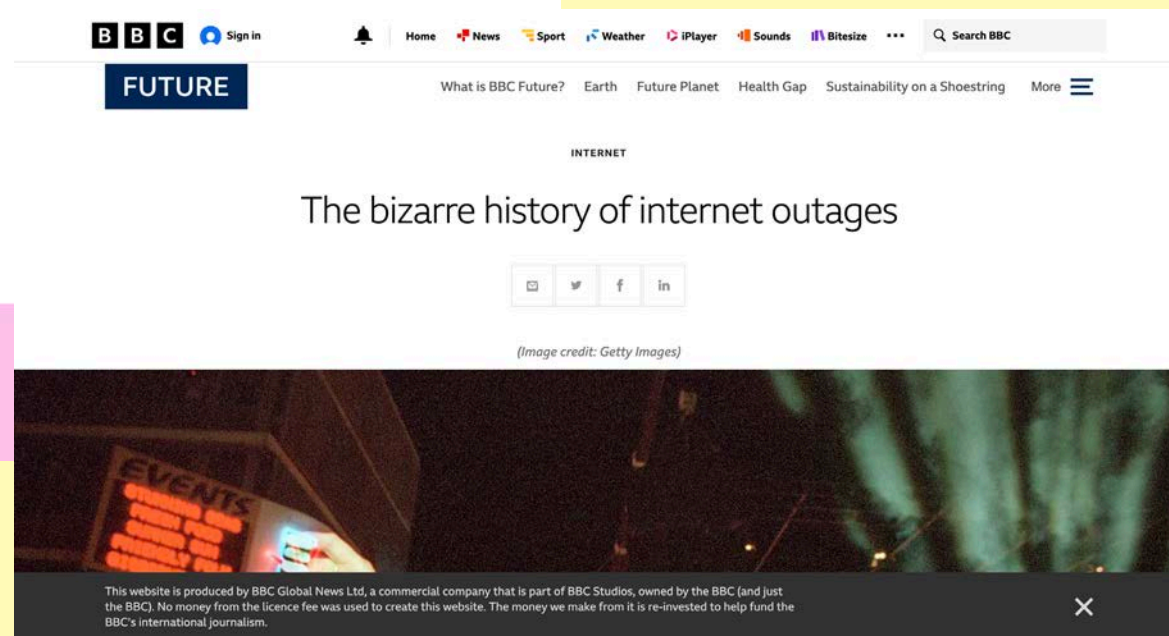 BBC Sign in Home News Sport Weather iPlayer Sounds Bitesize ••• Search BBC
FUTURE What is BBC Future? Earth Future Planet Health Gap Sustainability on a Shoestring More
INTERNET
The bizarre history of internet outages
(Image credit: Getty Images)
EVENTS
This website is produced by BBC Global News Ltd, a commercial company that is part of BBC Studios, owned by the BBC (and just
the BBC). No money from the licence fee was used to create this website. The money we make from it is re-invested to help fund the
BBC's international journalism.